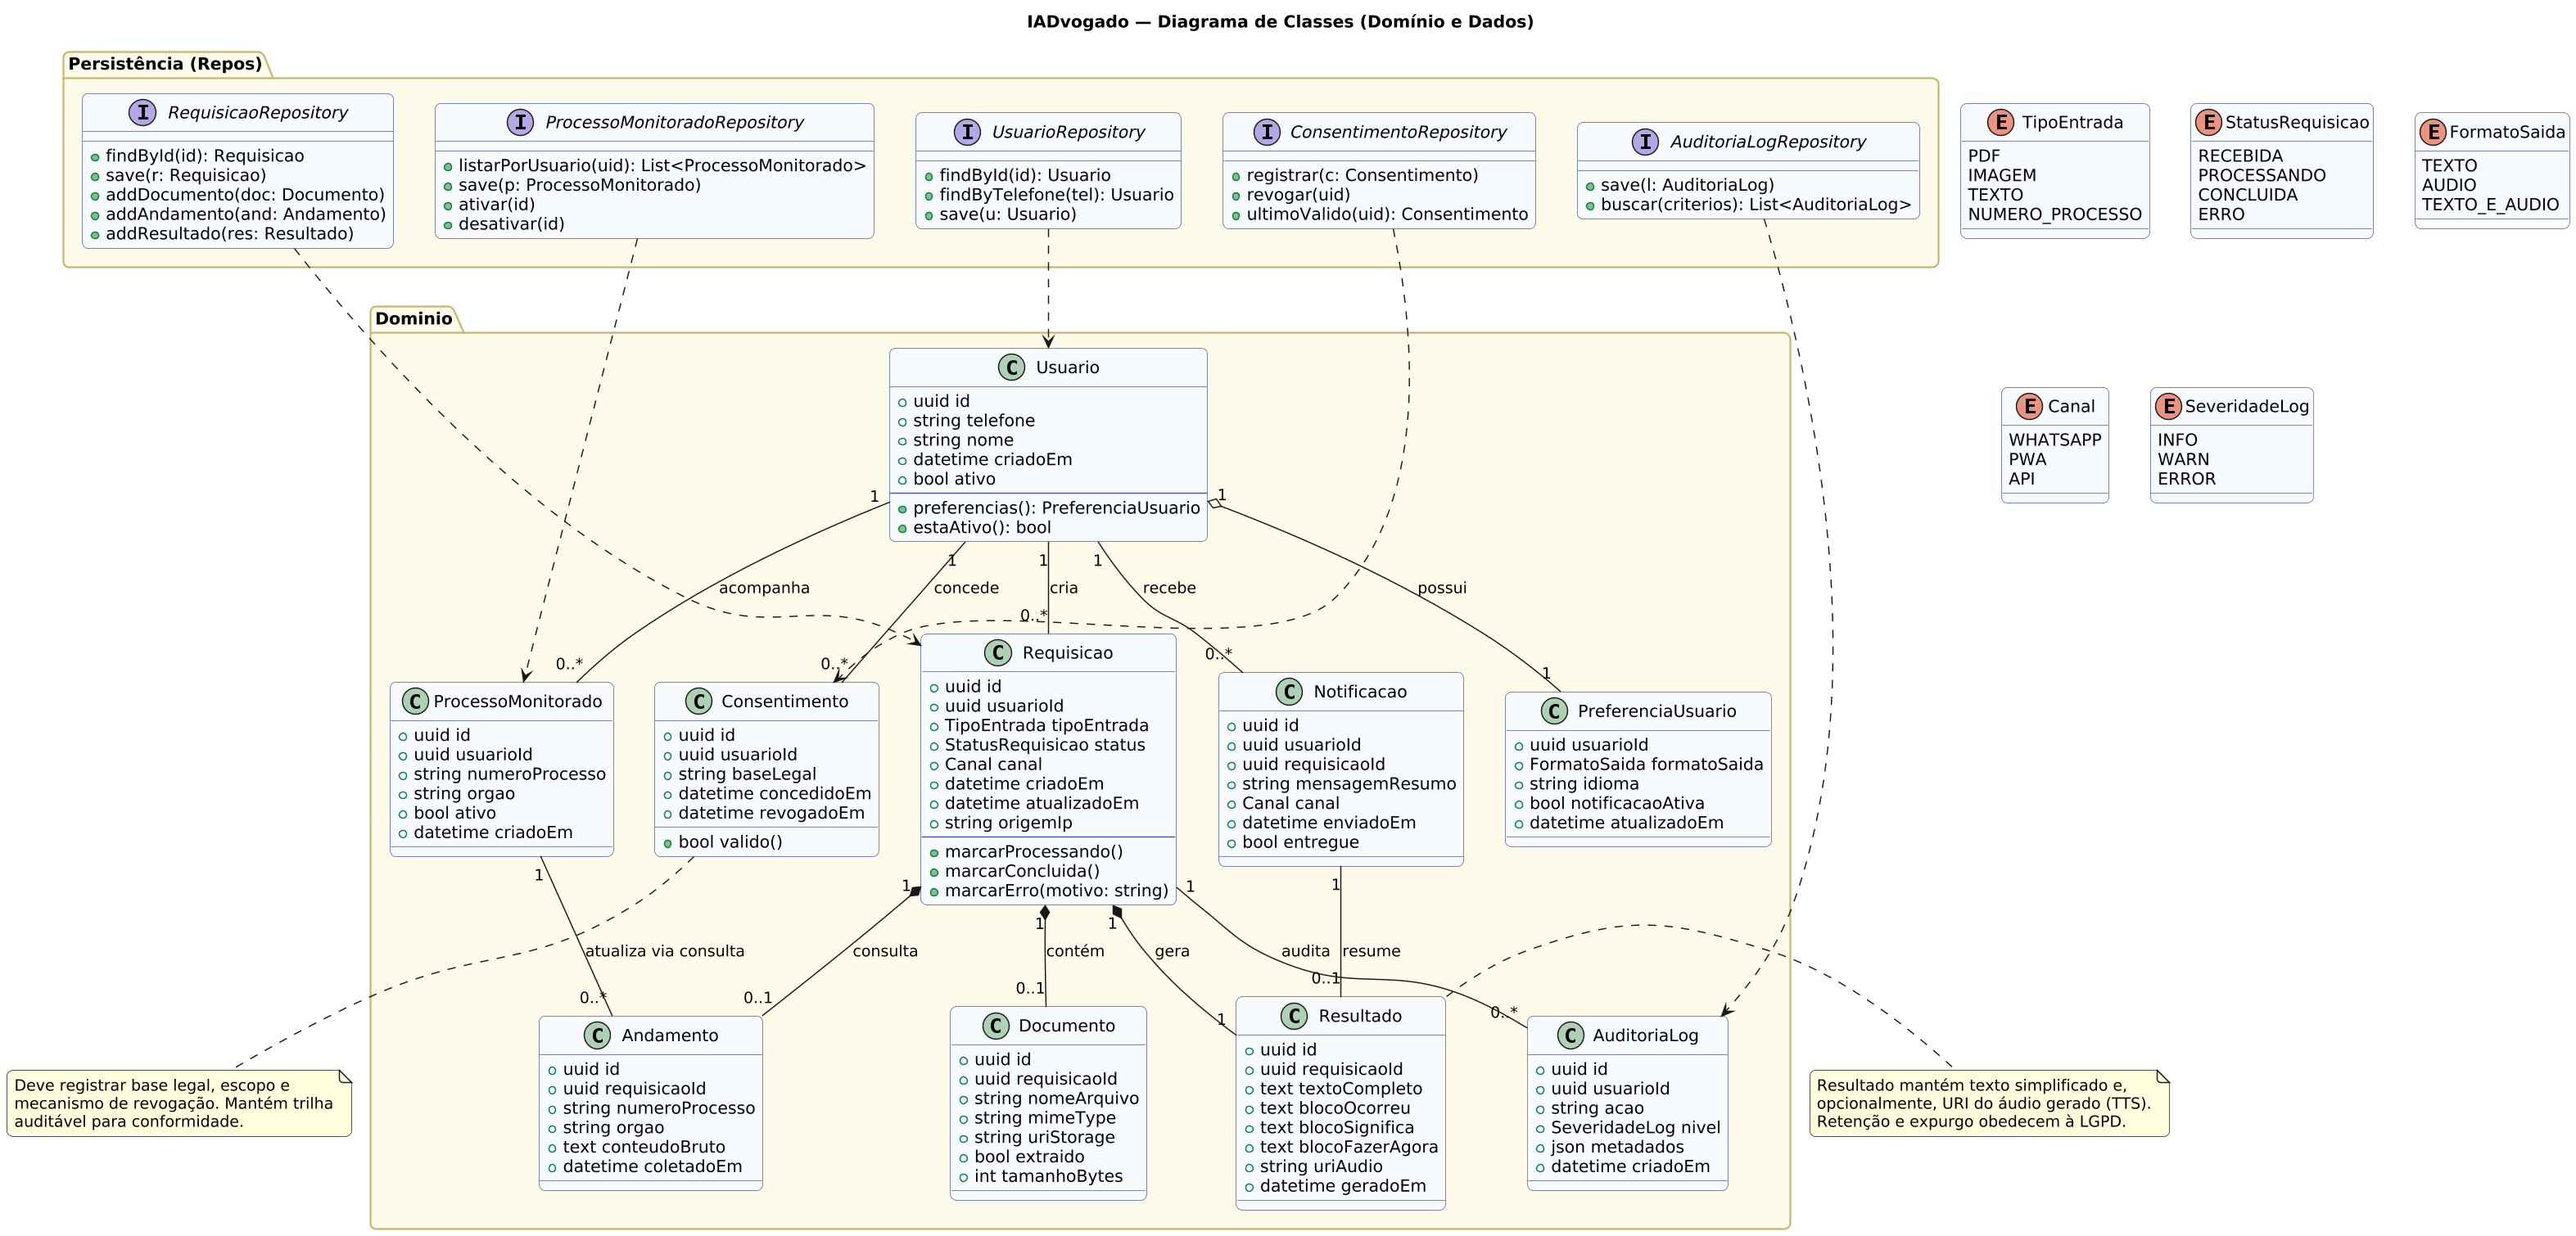 IADvogado — Diagrama de Classes (Domínio e Dados)
Persistência (Repos)
I RequisicaoRepository
findById(id): Requisicao
save(r: Requisicao)
addDocumento(doc: Documento)
addAndamento(and: Andamento)
addResultado(res: Resultado)
I ProcessoMonitoradoRepository
listarPorUsuario(uid): List<ProcessoMonitorado>
save(p: ProcessoMonitorado)
ativar(id)
desativar(id)
I UsuarioRepository
findById(id): Usuario
findByTelefone(tel): Usuario
save(u: Usuario)
I ConsentimentoRepository
registrar(c: Consentimento)
revogar(uid)
ultimoValido(uid): Consentimento
I AuditoriaLogRepository
save(l: AuditoriaLog)
buscar(criterios): List<AuditoriaLog>
E TipoEntrada
PDF
IMAGEM
TEXTO
NUMERO_PROCESSO
E StatusRequisicao
RECEBIDA
PROCESSANDO
CONCLUIDA
ERRO
E FormatoSaida
TEXTO
AUDIO
TEXTO_E_AUDIO
Dominio
C Usuario
uuid id
string telefone
string nome
datetime criadoEm
bool ativo
preferencias(): PreferenciaUsuario
estaAtivo(): bool
E Canal
WHATSAPP
PWA
API
E SeveridadeLog
INFO
WARN
ERROR
1
1
1
1
1
acompanha
concede
cria
recebe
possui
0..*
0..*
0..*
0..*
1
C ProcessoMonitorado
uuid id
uuid usuarioId
string numeroProcesso
string orgao
bool ativo
datetime criadoEm
C Consentimento
uuid id
uuid usuarioId
string baseLegal
datetime concedidoEm
datetime revogadoEm
bool valido()
C Requisicao
uuid id
uuid usuarioId
TipoEntrada tipoEntrada
StatusRequisicao status
Canal canal
datetime criadoEm
datetime atualizadoEm
string origemIp
marcarProcessando()
marcarConcluida()
marcarErro(motivo: string)
C Notificacao
uuid id
uuid usuarioId
uuid requisicaoId
string mensagemResumo
Canal canal
datetime enviadoEm
bool entregue
C PreferenciaUsuario
uuid usuarioId
FormatoSaida formatoSaida
string idioma
bool notificacaoAtiva
datetime atualizadoEm
1
1
1
1
1
1
atualiza via consulta
consulta
contém
gera
audita
resume
0..*
0..1
0..1
1
0..1
0..*
Deve registrar base legal, escopo e
mecanismo de revogação. Mantém trilha
auditável para conformidade.
C Andamento
uuid id
uuid requisicaoId
string numeroProcesso
string orgao
text conteudoBruto
datetime coletadoEm
C Documento
uuid id
uuid requisicaoId
string nomeArquivo
string mimeType
string uriStorage
bool extraido
int tamanhoBytes
C Resultado
uuid id
uuid requisicaoId
text textoCompleto
text blocoOcorreu
text blocoSignifica
text blocoFazerAgora
string uriAudio
datetime geradoEm
C AuditoriaLog
uuid id
uuid usuarioId
string acao
SeveridadeLog nivel
json metadados
datetime criadoEm
Resultado mantém texto simplificado e,
opcionalmente, URI do áudio gerado (TTS).
Retenção e expurgo obedecem à LGPD.